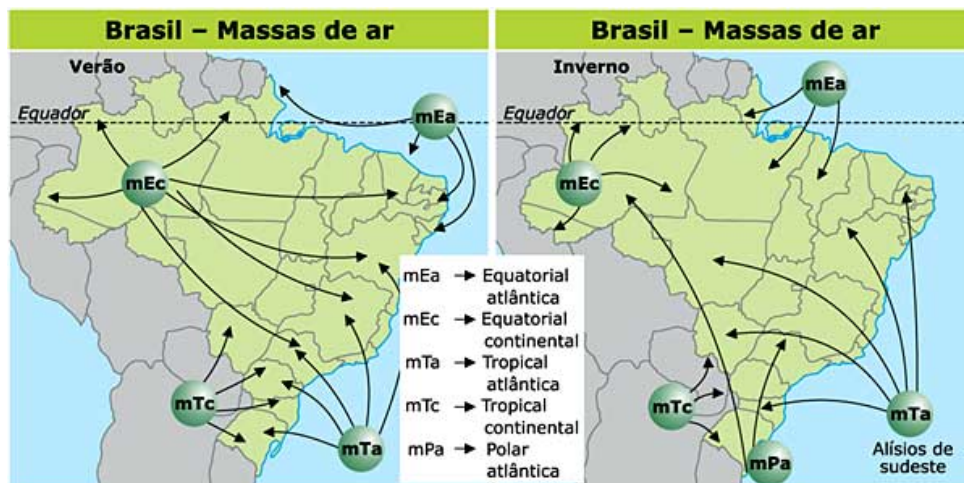 Brasil – Massas de ar
Verão
Equador
mEa
mEc
mTc
mTa
Brasil – Massas de ar
Inverno
Equador
mEa
mEc
mTc
mPa
mTa
Alísios de
sudeste
mEa → Equatorial
atlântica
mEc → Equatorial
continental
mTa → Tropical
atlântica
mTc → Tropical
continental
mPa → Polar
atlântica